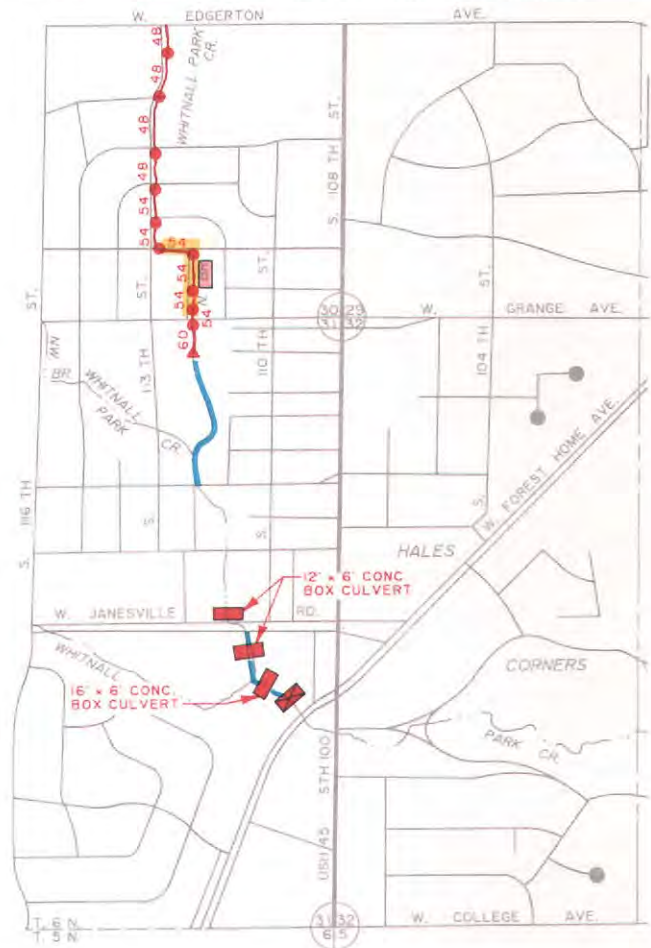 W. EDGERTON AVE.
48
48
WHITNALL PARK CR.
48
48
54
54
54
54
54
54
60
N. BR.
S. 108 TH ST.
ST.
113 TH ST.
S.
110 TH ST.
S.
30 29
31 32
W. GRANGE AVE.
104 TH ST.
S.
MN
BR.
WHITNALL
PARK
CR.
S. 116 TH
W. FOREST HOME AVE.
HALES
12' x 6' CONC
BOX CULVERT
W. JANESVILLE RD.
WHITNALL
16' x 6' CONC.
BOX CULVERT
CORNERS
PARK CR.
USH 45
STH 100
T. 6 N.
T. 5 N.
31 32
6 5
W. COLLEGE AVE.